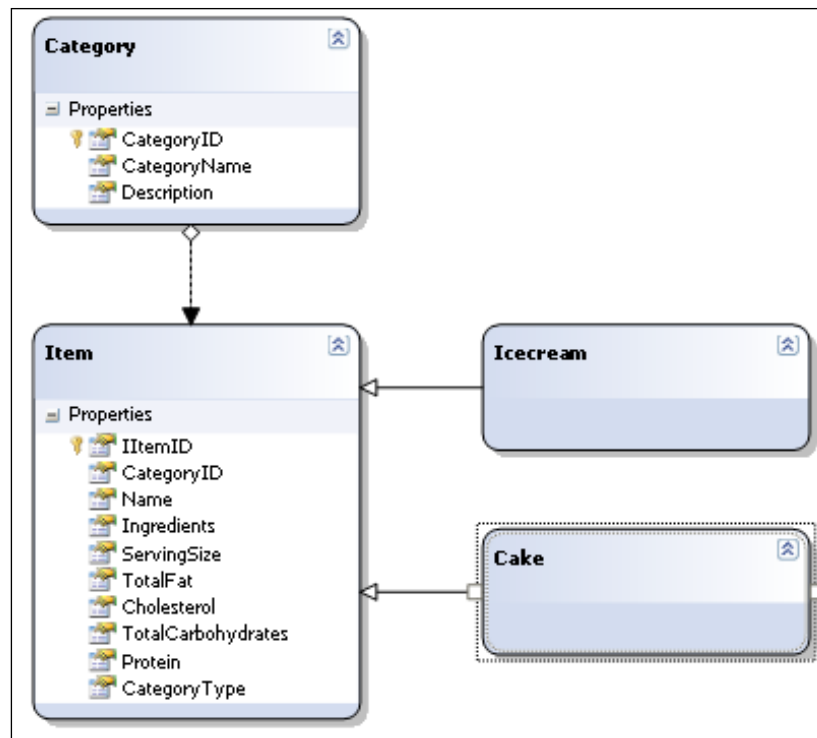 Category
Properties
CategoryID
CategoryName
Description
Item
Properties
IItemID
CategoryID
Name
Ingredients
ServingSize
TotalFat
Cholesterol
TotalCarbohydrates
Protein
CategoryType
Icecream
Cake